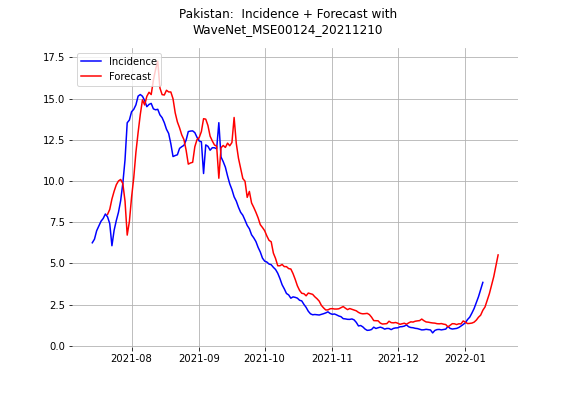 Pakistan:  Incidence + Forecast with
WaveNet_MSE00124_20211210
Incidence
Forecast
17.5
15.0
12.5
10.0
7.5
5.0
2.5
0.0
2021-08 2021-09 2021-10 2021-11 2021-12 2022-01